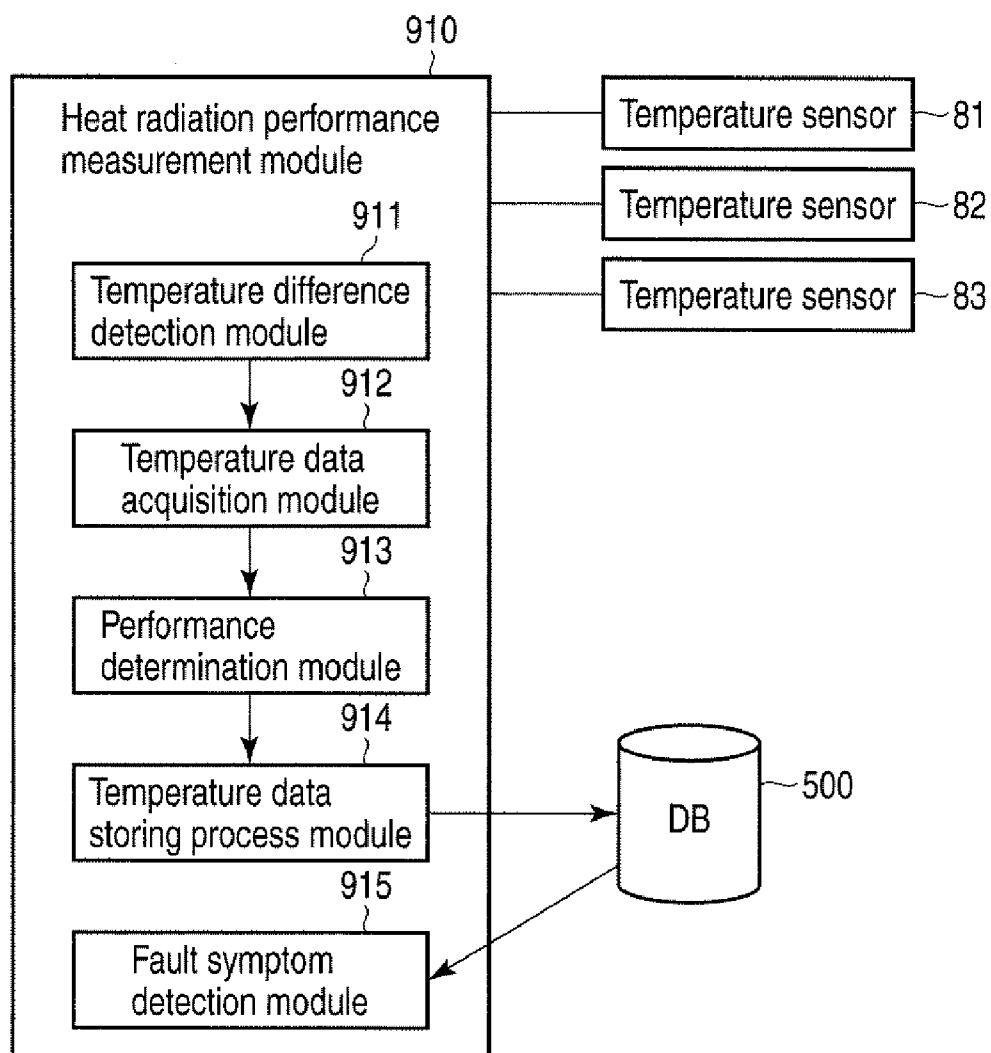 910
Heat radiation performance
measurement module
Temperature sensor
81
Temperature sensor
82
Temperature sensor
83
911
Temperature difference
detection module
912
Temperature data
acquisition module
913
Performance
determination module
914
Temperature data
storing process module
DB
500
915
Fault symptom
detection module